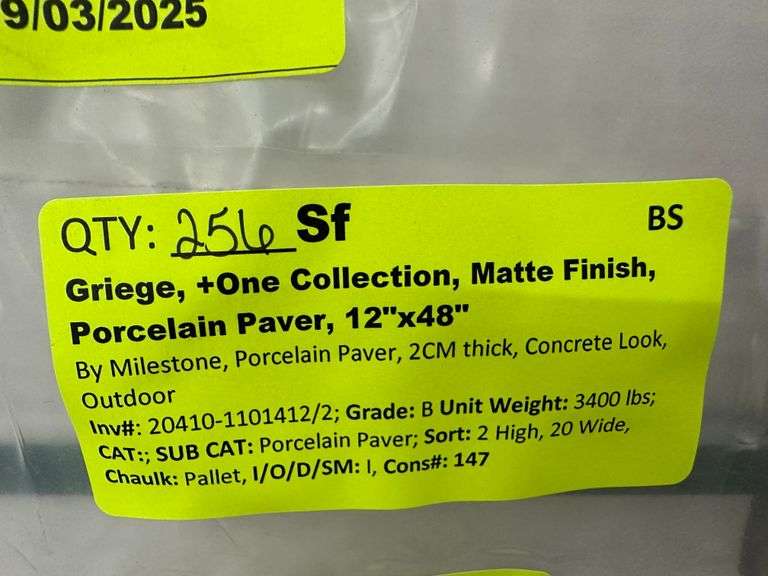 9/03/2025
QTY: 256 Sf BS
Griege, +One Collection, Matte Finish,
Porcelain Paver, 12"x48"
By Milestone, Porcelain Paver, 2CM thick, Concrete Look,
Outdoor
Inv#: 20410-1101412/2; Grade: B Unit Weight: 3400 lbs;
CAT:; SUB CAT: Porcelain Paver; Sort: 2 High, 20 Wide,
Chaulk: Pallet, I/O/D/SM: I, Cons#: 147